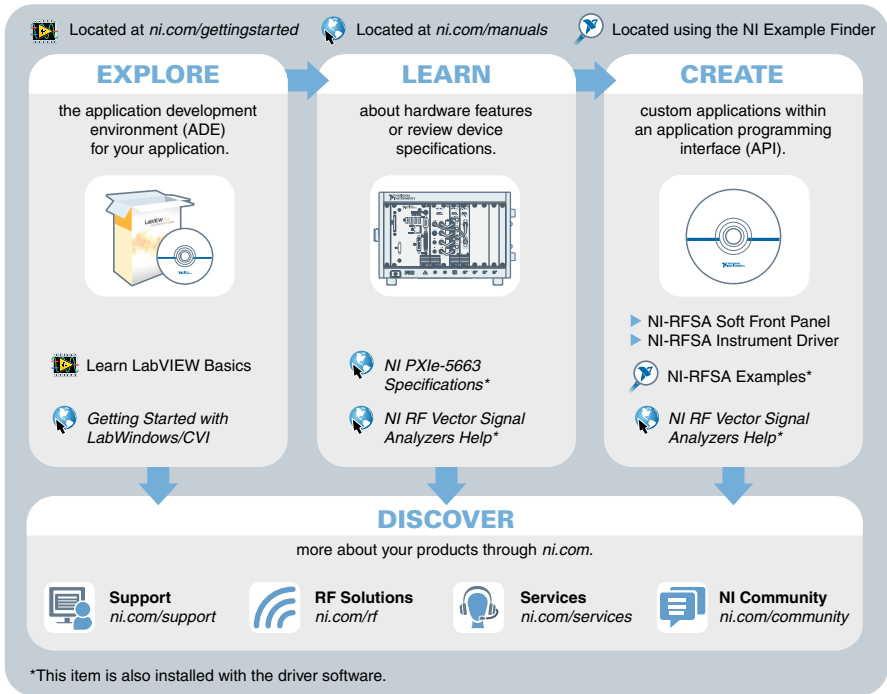 Located at ni.com/gettingstarted
Located at ni.com/manuals
Located using the NI Example Finder
EXPLORE
the application development
environment (ADE)
for your application.
LabVIEW
Learn LabVIEW Basics
Getting Started with
LabWindows/CVI
LEARN
about hardware features
or review device
specifications.
NI PXIe-5663
Specifications*
NI RF Vector Signal
Analyzers Help*
CREATE
custom applications within
an application programming
interface (API).
NI-RFSA Soft Front Panel
NI-RFSA Instrument Driver
NI-RFSA Examples*
NI RF Vector Signal
Analyzers Help*
DISCOVER
more about your products through ni.com.
Support
ni.com/support
RF Solutions
ni.com/rf
Services
ni.com/services
NI Community
ni.com/community
*This item is also installed with the driver software.